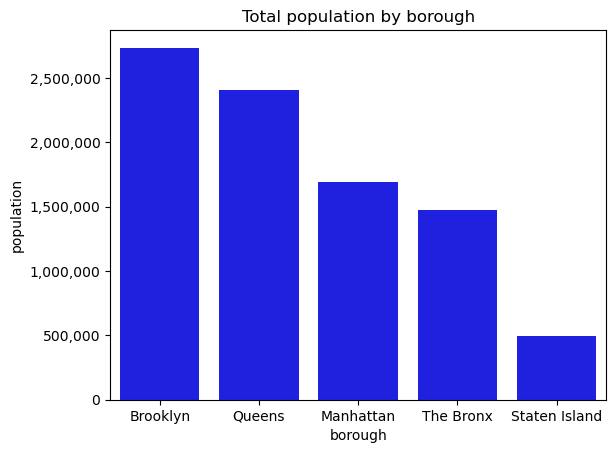 Total population by borough
population
2,500,000
2,000,000
1,500,000
1,000,000
500,000
0
Brooklyn Queens Manhattan The Bronx Staten Island
borough